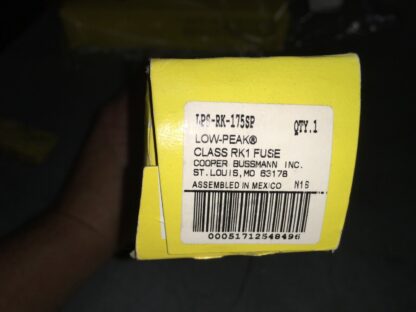 LPS-RK-175SP QTY.1
LOW-PEAK®
CLASS RK1 FUSE
COOPER BUSSMANN INC.
ST. LOUIS, MO 63178
ASSEMBLED IN MEXICO N16
00051712548496